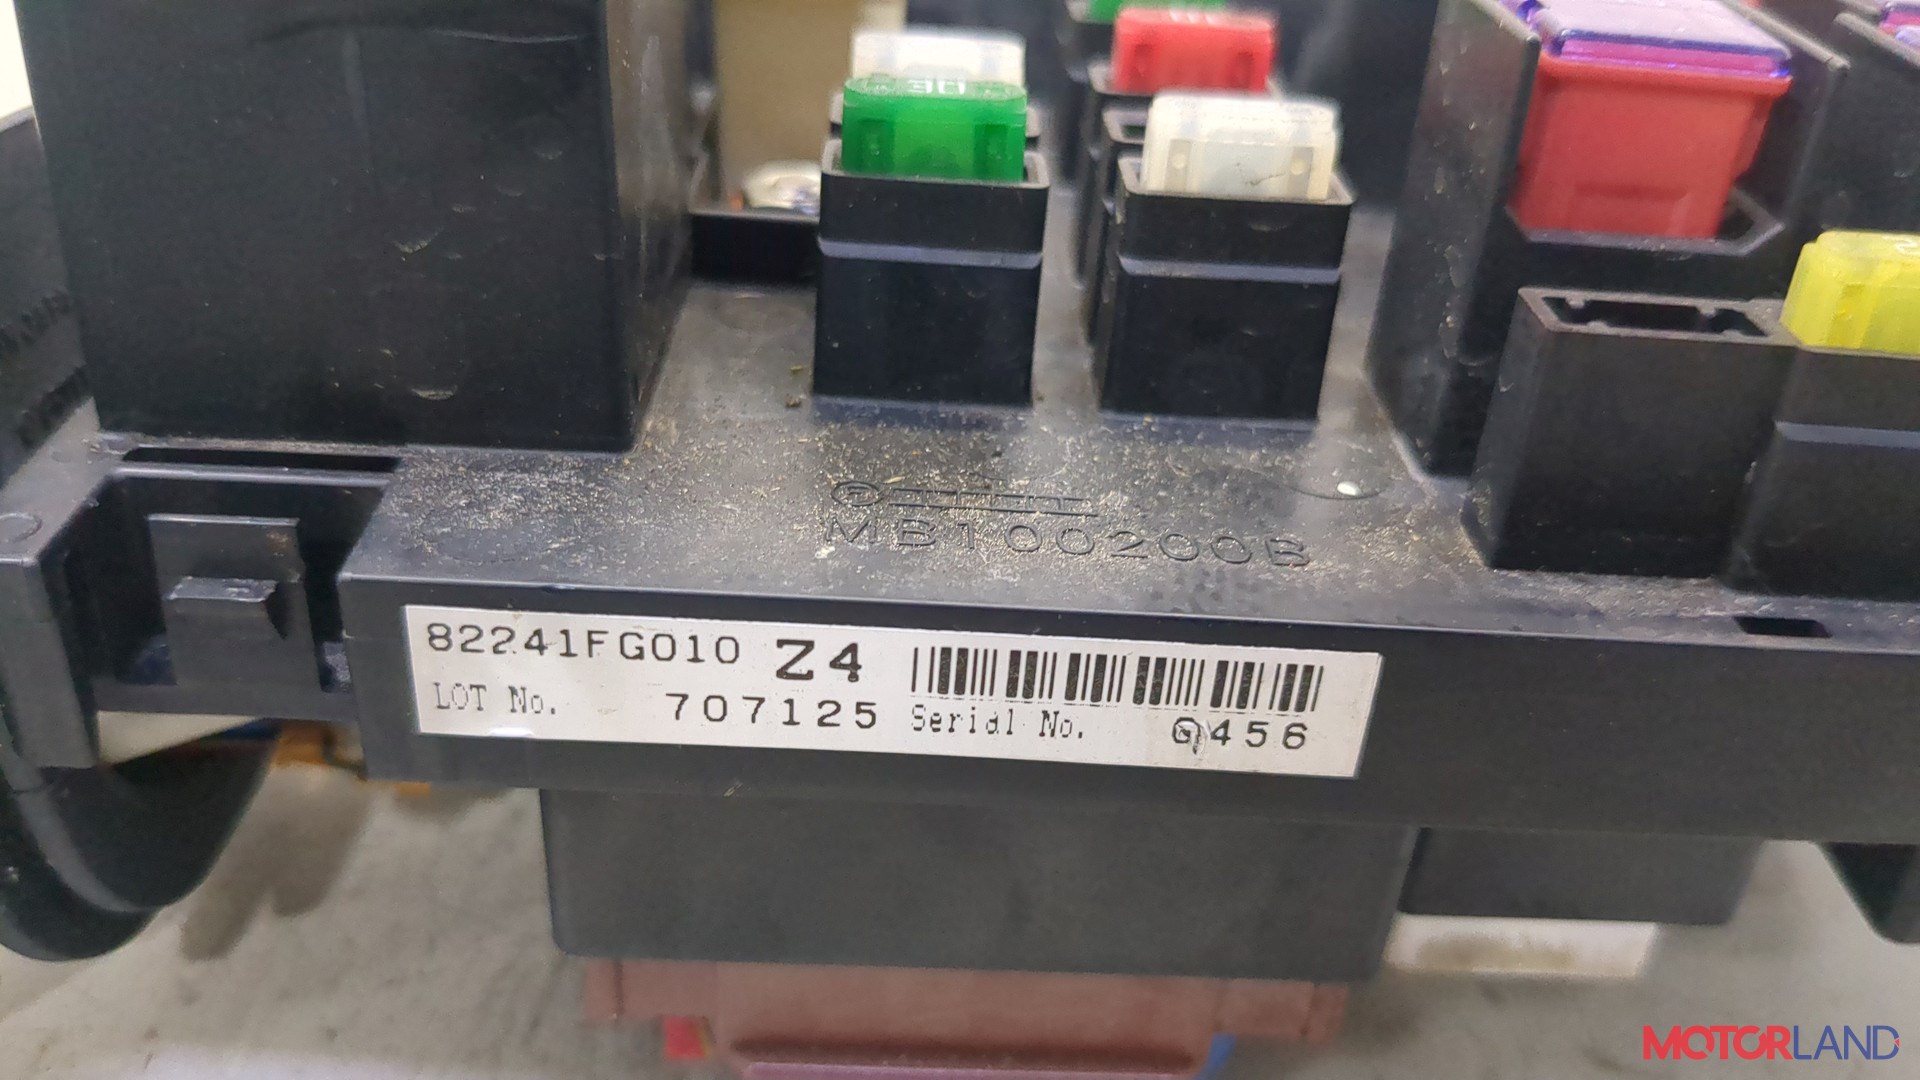 MB100200B
82241FG010 Z4
LOT No. 707125 Serial No. 0456
MOTORLAND